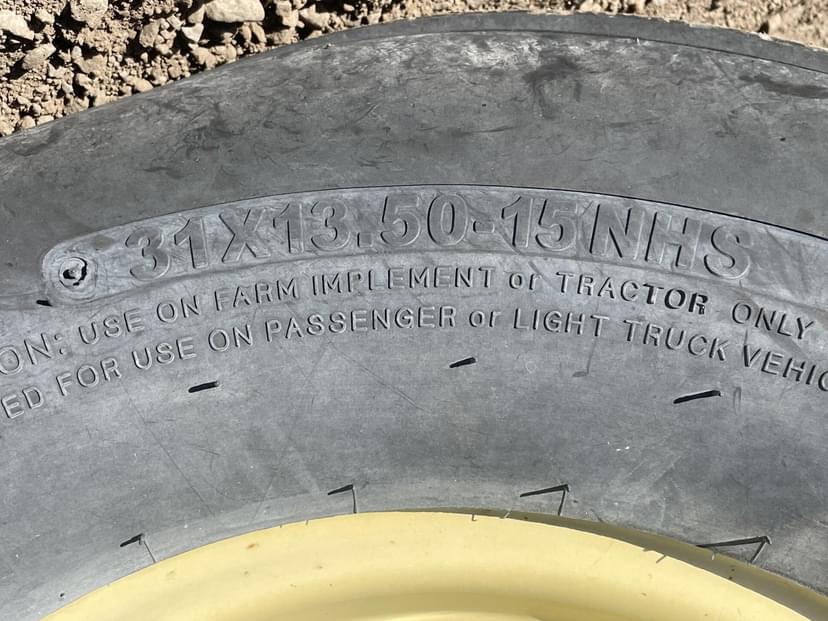 31X13.50-15NHS
ON: USE ON FARM IMPLEMENT or TRACTOR ONLY
ED FOR USE ON PASSENGER or LIGHT TRUCK VEHIC